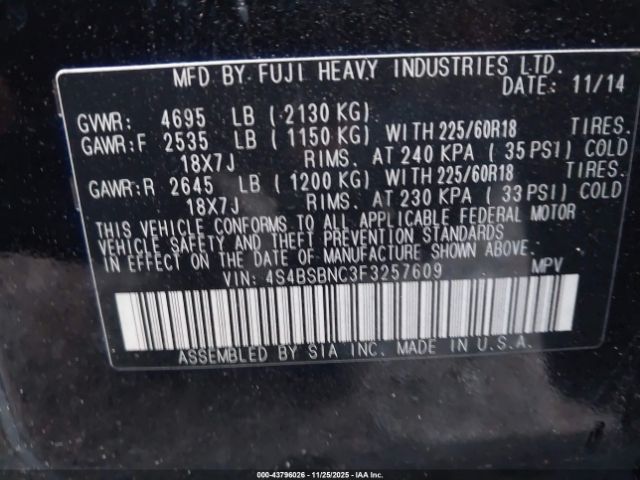 MFD BY FUJI HEAVY INDUSTRIES LTD.
DATE: 11/14
GVWR: 4695 LB (2130 KG)
GAWR:F 2535 LB (1150 KG) WITH 225/60R18 TIRES.
18X7J RIMS. AT 240 KPA (35 PSI) COLD
GAWR:R 2645 LB (1200 KG) WITH 225/60R18 TIRES.
18X7J RIMS. AT 230 KPA (33 PSI) COLD
THIS VEHICLE CONFORMS TO ALL APPLICABLE FEDERAL MOTOR
VEHICLE SAFETY AND THEFT PREVENTION STANDARDS
IN EFFECT ON THE DATE OF MANUFACTURE SHOWN ABOVE.
VIN: 4S4BSBNC3F3257609 MPV
ASSEMBLED BY SIA INC. MADE IN U.S.A.
000-43796026 - 11/25/2025 - IAAI.CA